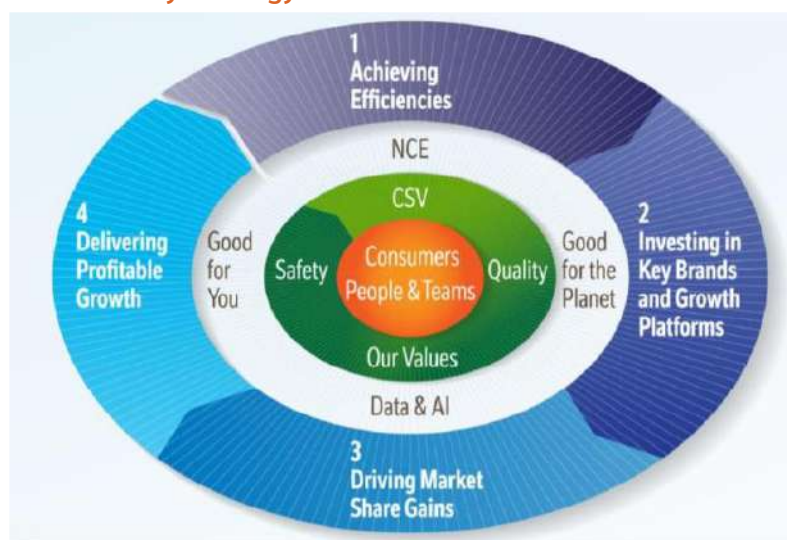 1
Achieving
Efficiencies
NCE
CSV
4
Delivering
Profitable
Growth
Good
for
You
Safety
Consumers
People & Teams
Quality
Good
for the
Planet
2
Investing in
Key Brands
and Growth
Platforms
Our Values
Data & AI
3
Driving Market
Share Gains